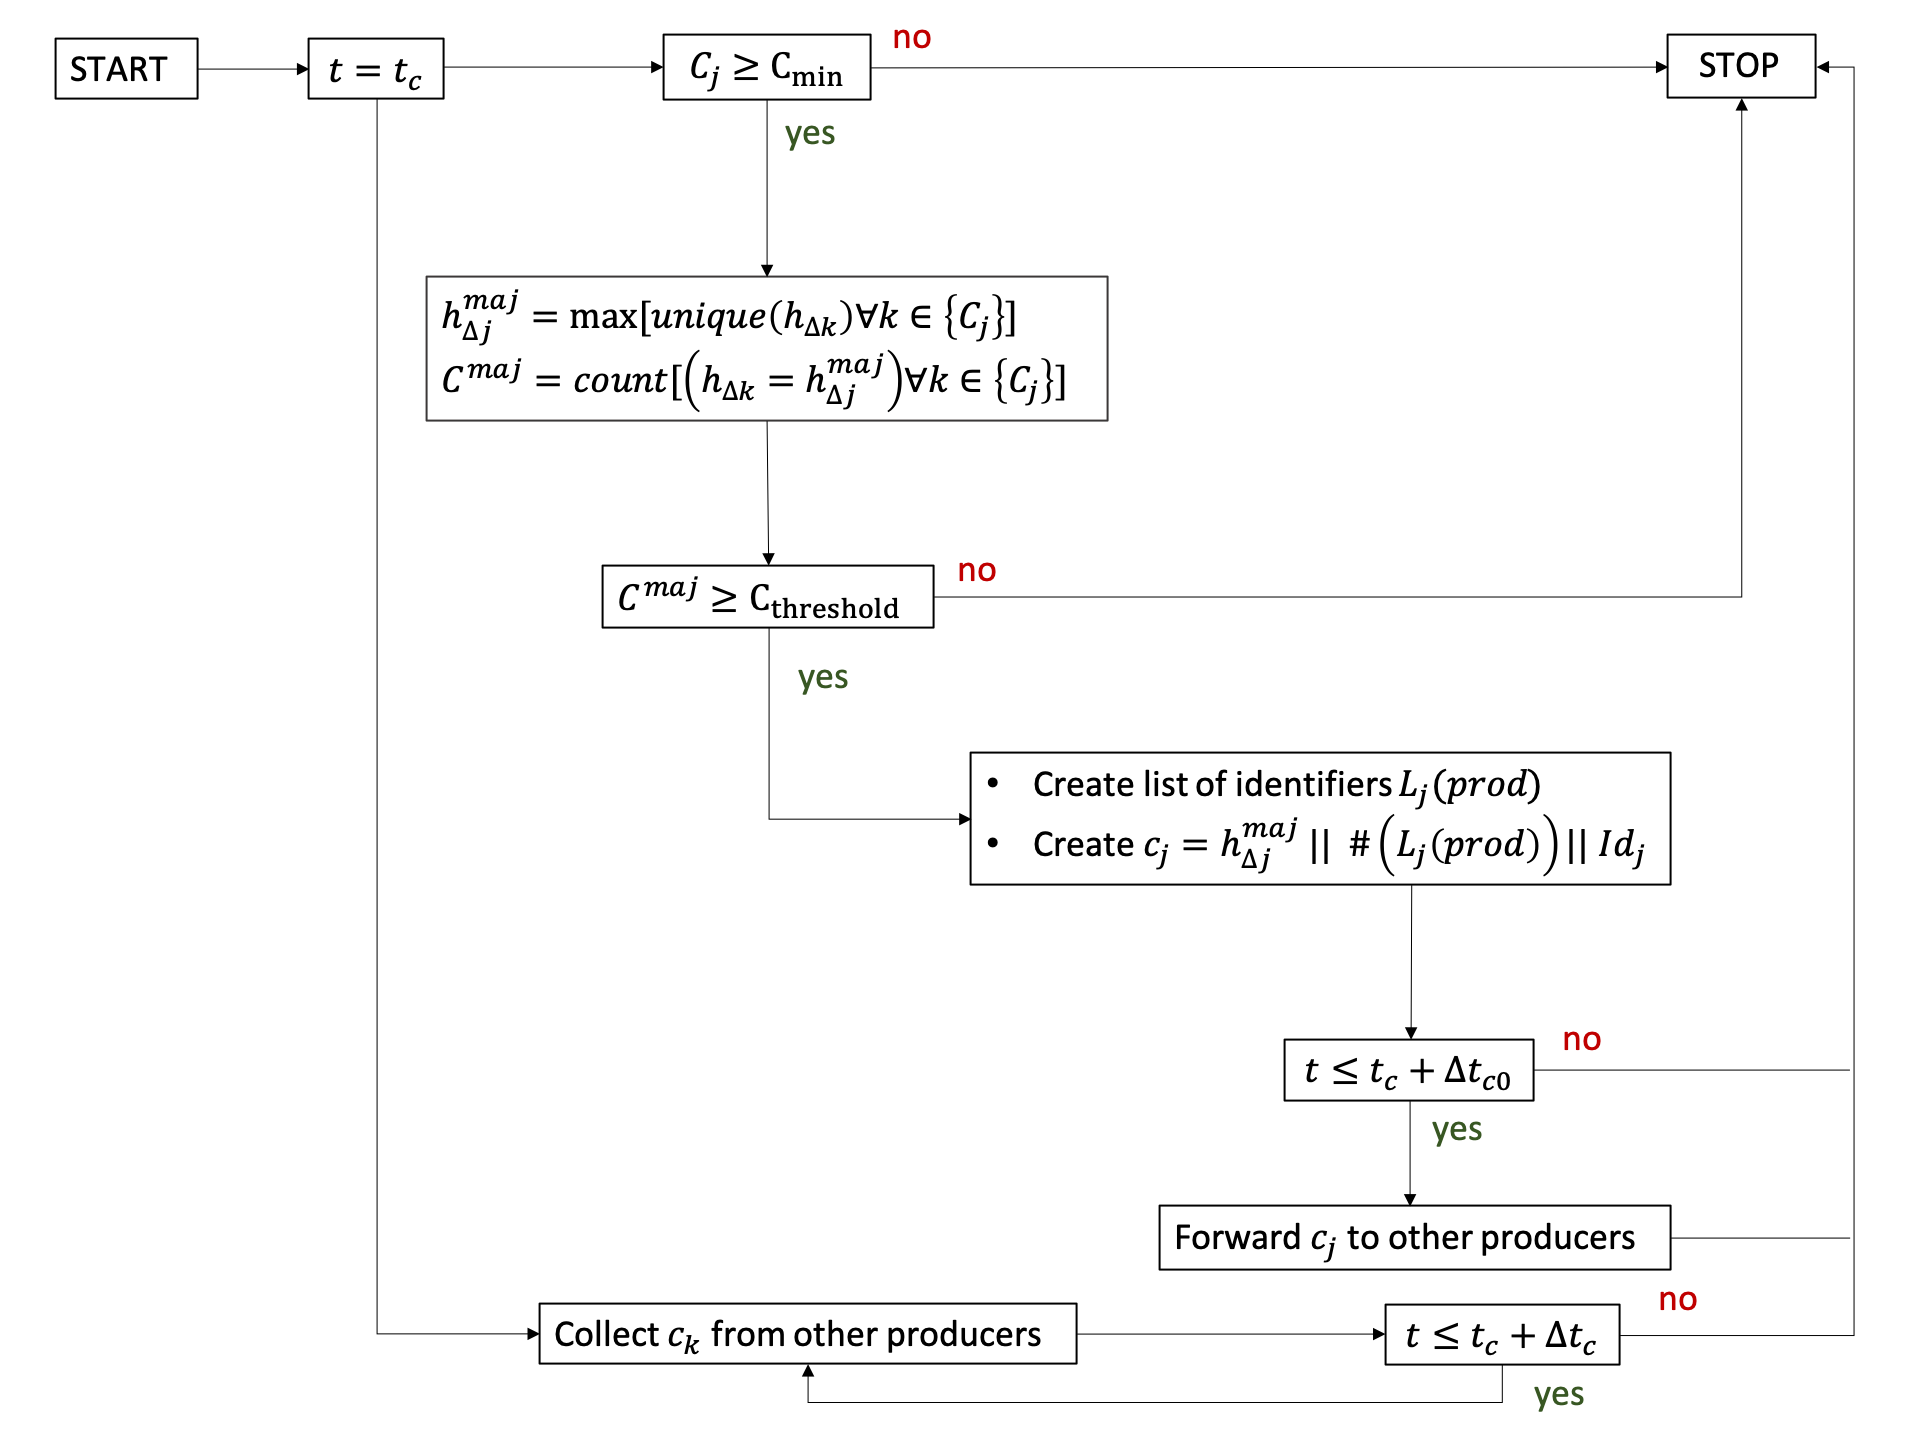 START
t = t_c
C_j ≥ C_min
no
STOP
yes
h_Δj^maj = max[unique(h_Δk)∀k ∈ {C_j}]
C^maj = count[(h_Δk = h_Δj^maj)∀k ∈ {C_j}]
C^maj ≥ C_threshold
no
yes
• Create list of identifiers L_j(prod)
• Create c_j = h_Δj^maj || #(L_j(prod)) || Id_j
t ≤ t_c + Δt_c0
no
yes
Forward c_j to other producers
Collect c_k from other producers
t ≤ t_c + Δt_c
no
yes